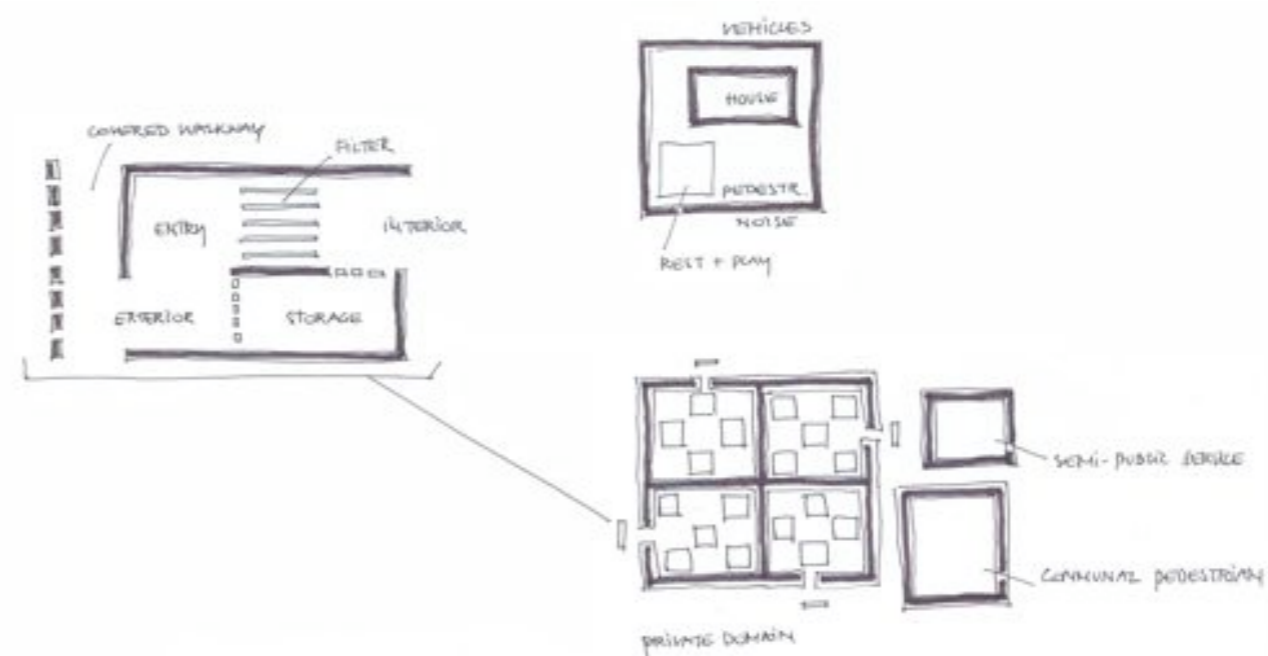 VEHICLES
HOUSE
COVERED WALKWAY
FILTER
PEDESTR.
ENTRY
INTERIOR
NOISE
REST + PLAY
EXTERIOR
STORAGE
SEMI-PUBLIC SERVICE
COMMUNAL PEDESTRIAN
PRIVATE DOMAIN